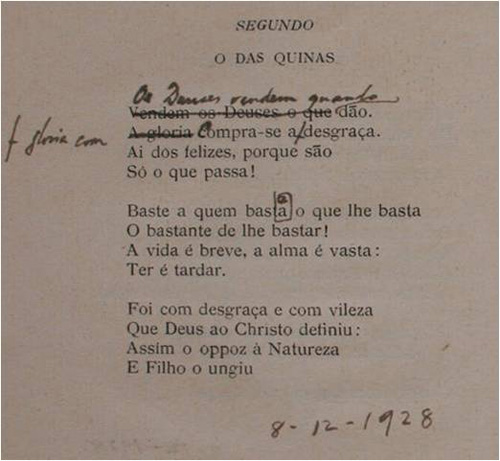 SEGUNDO
O DAS QUINAS
Os Deuses vendem quando
Vendem os Deuses o que dão.
A gloria Compra-se a desgraça.
gloria com
Ai dos felizes, porque são
Só o que passa!
Baste a quem basta o que lhe basta
O bastante de lhe bastar!
A vida é breve, a alma é vasta:
Ter é tardar.
Foi com desgraça e com vileza
Que Deus ao Christo definiu:
Assim o oppoz à Natureza
E Filho o ungiu
8-12-1928